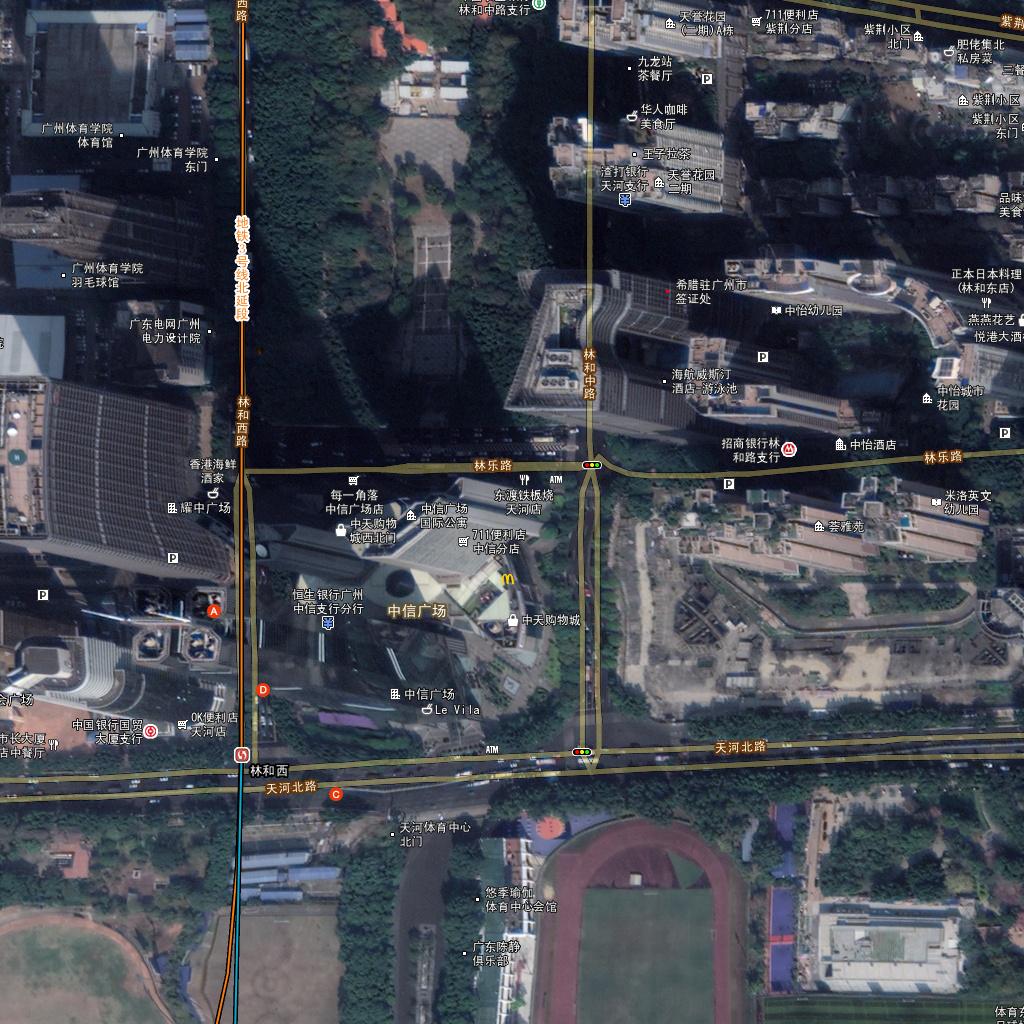 西
路
林和中路支行
天誉花园
(二期)A栋
711便利店
紫荆分店
紫荆小区
北门
紫荆
肥佬集北
私房菜
三餐
九龙站
茶餐厅
P
紫荆小区
紫荆小区
东门
华人咖啡
美食厅
广州体育学院
体育馆
广州体育学院
东门
王子拉茶
渣打银行
天河支行
天誉花园
二期
品味
美食
地铁3号线北延段
广州体育学院
羽毛球馆
希腊驻广州市
签证处
正本日本料理
(林和东店)
中怡幼儿园
燕燕花艺
悦港大酒
广东电网广州
电力设计院
院
林和中路
P
海航威斯汀
酒店-游泳池
中怡城市
花园
林和西路
P
招商银行林
和路支行
中怡酒店
林乐路
林乐路
香港海鲜
酒家
ATM
P
每一角落
中信广场店
东渡铁板烧
天河店
米洛英文
幼儿园
耀中广场
中信广场
国际公寓
中天购物
城西北门
荟雅苑
711便利店
中信分店
P
P
恒生银行广州
中信支行分行
A
中信广场
中天购物城
D
中信广场
Le Vila
会广场
中国银行国贸
大厦支行
OK便利店
天河店
市长大厦
店中餐厅
ATM
天河北路
林和西
天河北路
C
天河体育中心
北门
悠季瑜伽
体育中心会馆
广东陈静
俱乐部
体育东